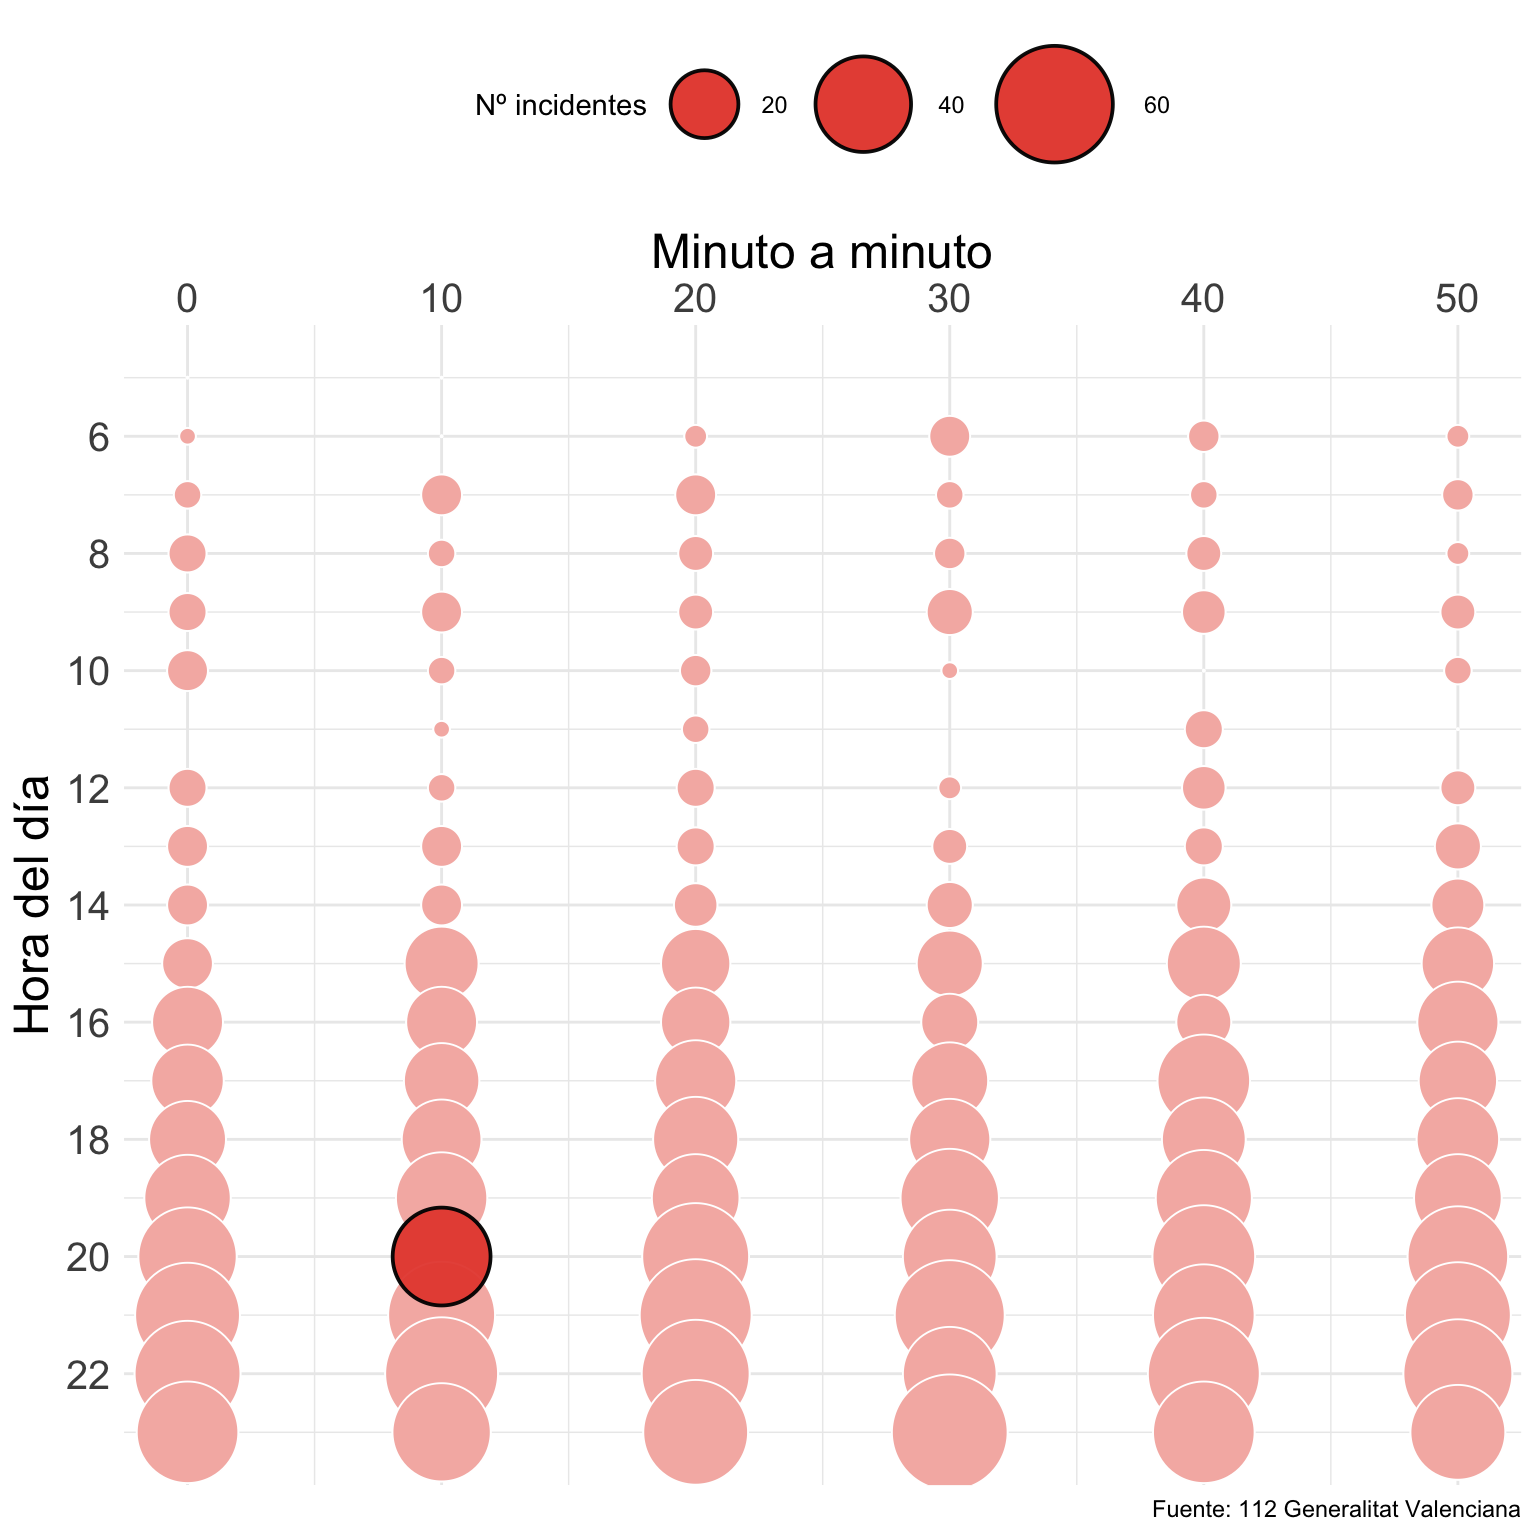 Nº incidentes 20 40 60
Minuto a minuto
0 10 20 30 40 50
6
8
10
12
14
16
18
20
22
Hora del día
Fuente: 112 Generalitat Valenciana